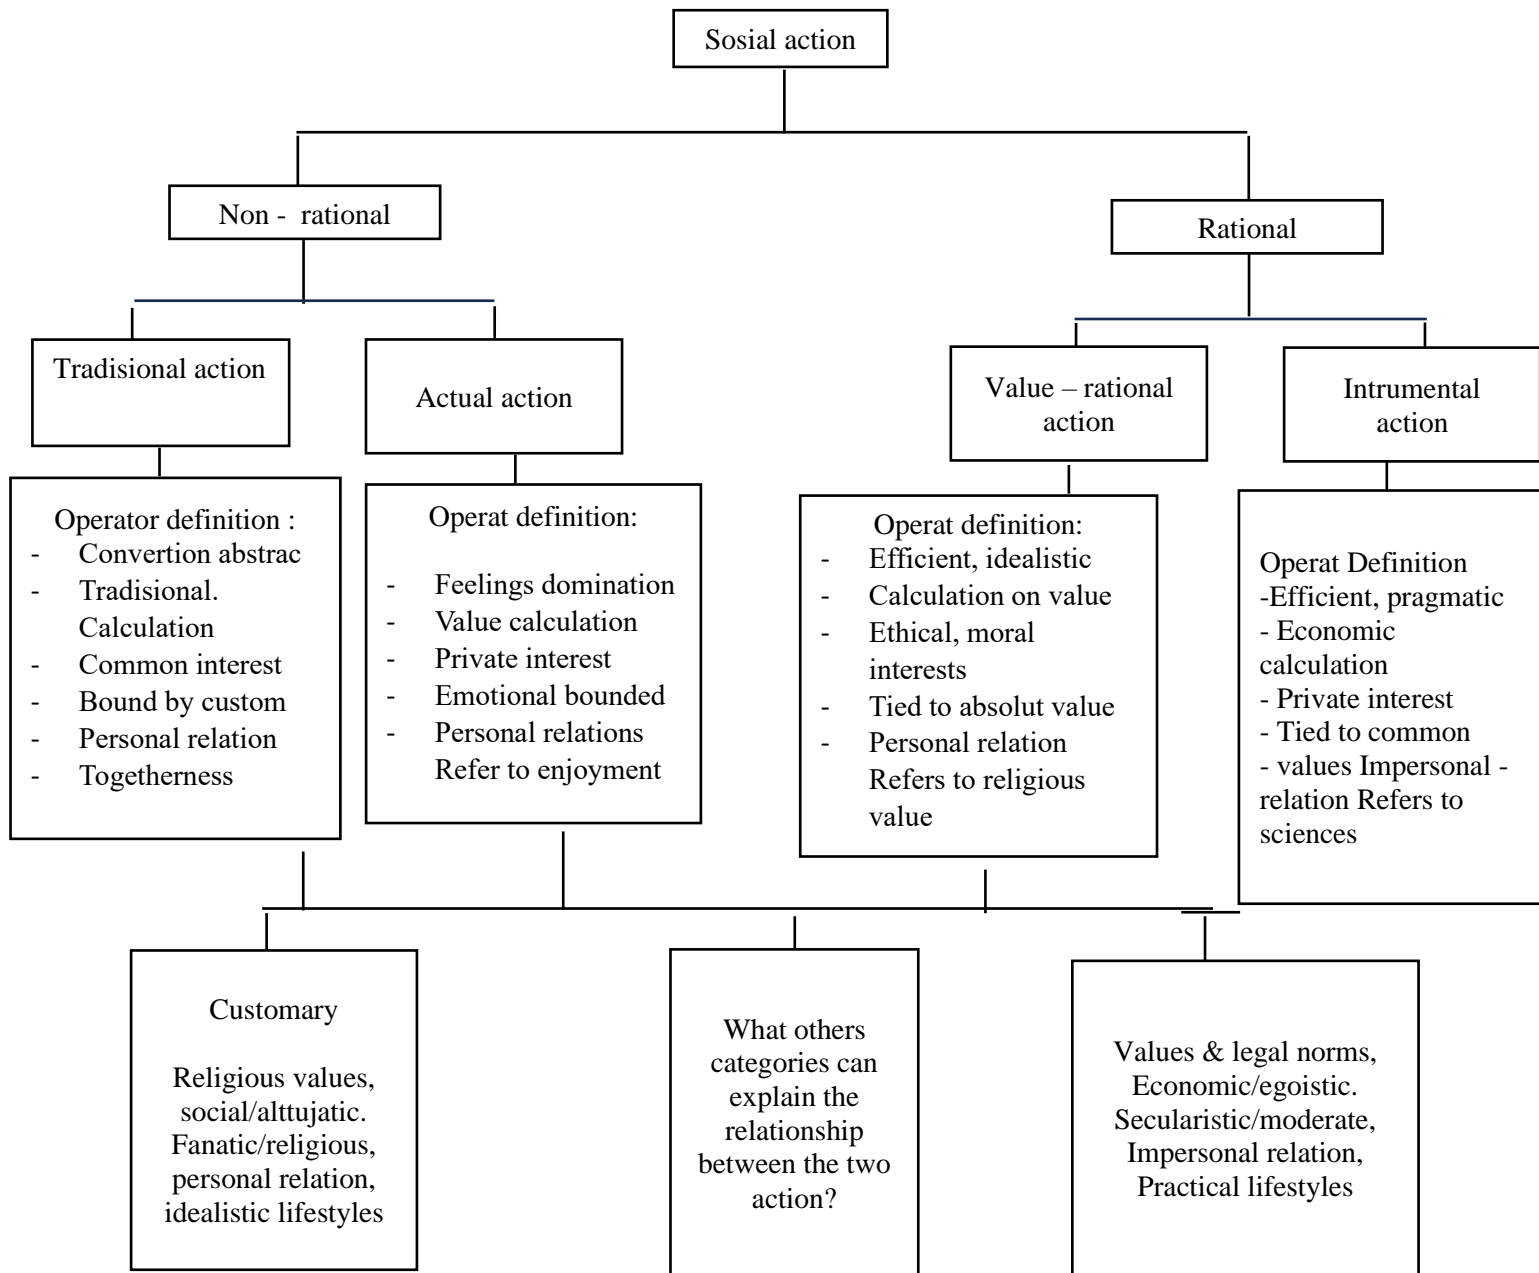 Sosial action
Non -  rational
Rational
Tradisional action
Actual action
Value – rational
action
Intrumental
action
Operator definition :
- Convertion abstrac
- Tradisional.
Calculation
- Common interest
- Bound by custom
- Personal relation
- Togetherness
Operat definition:
- Feelings domination
- Value calculation
- Private interest
- Emotional bounded
- Personal relations
Refer to enjoyment
Operat definition:
- Efficient, idealistic
- Calculation on value
- Ethical, moral
interests
- Tied to absolut value
- Personal relation
Refers to religious
value
Operat Definition
-Efficient, pragmatic
- Economic
calculation
- Private interest
- Tied to common
- values Impersonal -
relation Refers to
sciences
Customary
Religious values,
social/alttujatic.
Fanatic/religious,
personal relation,
idealistic lifestyles
What others
categories can
explain the
relationship
between the two
action?
Values & legal norms,
Economic/egoistic.
Secularistic/moderate,
Impersonal relation,
Practical lifestyles